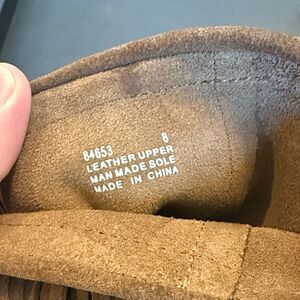 84653 8
LEATHER UPPER
MAN MADE SOLE
MADE IN CHINA